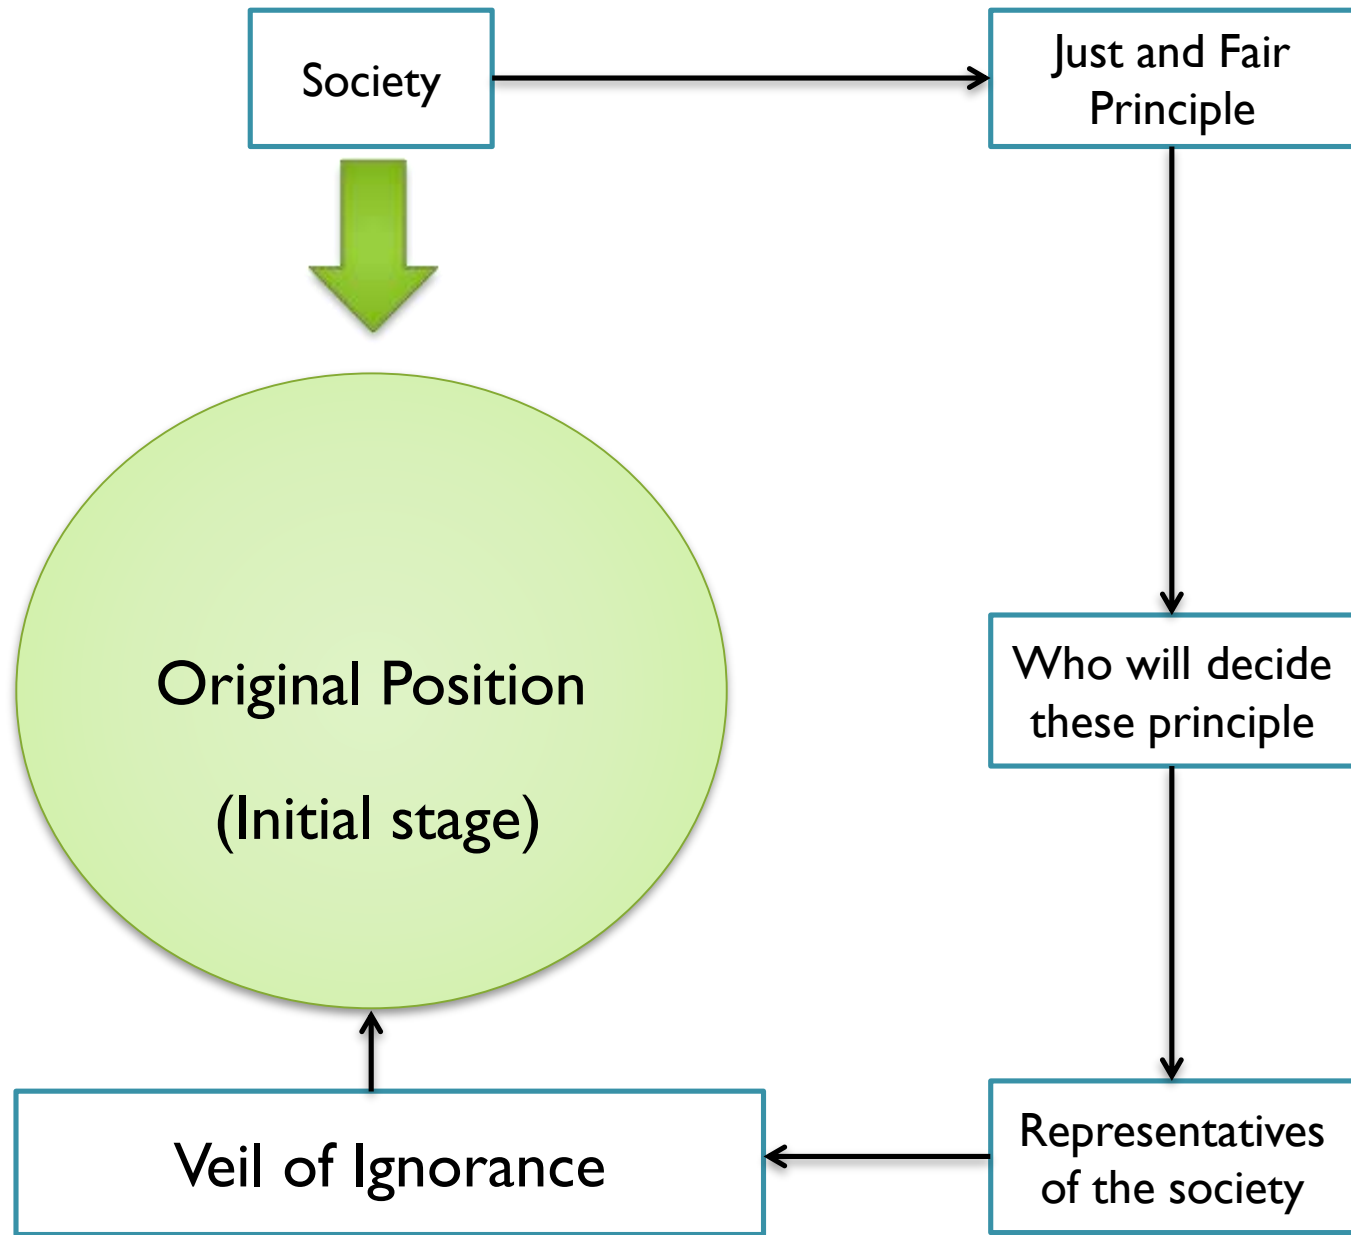 Society
Just and Fair
Principle
Original Position
(Initial stage)
Who will decide
these principle
Veil of Ignorance
Representatives
of the society